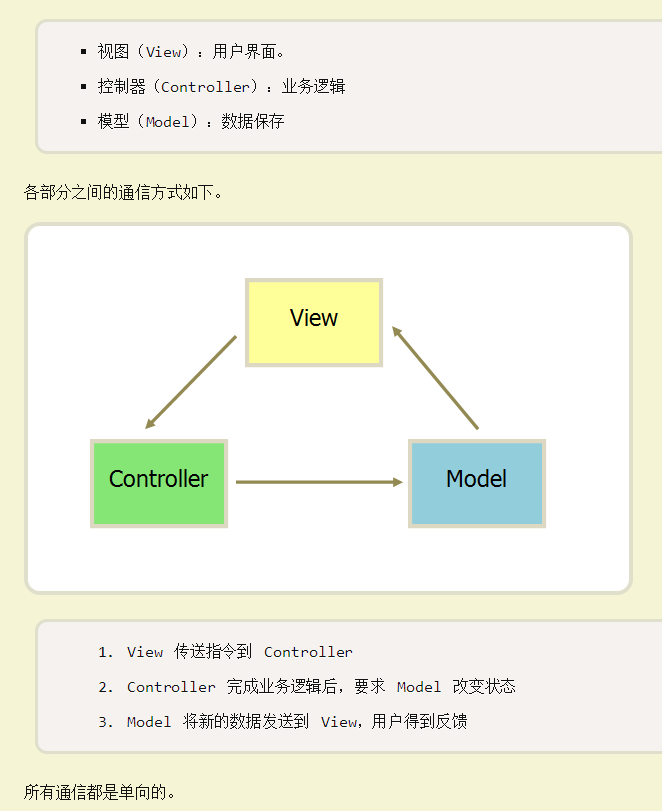 ▪ 视图（View）：用户界面。
▪ 控制器（Controller）：业务逻辑
▪ 模型（Model）：数据保存
各部分之间的通信方式如下。
View
Controller
Model
1. View 传送指令到 Controller
2. Controller 完成业务逻辑后，要求 Model 改变状态
3. Model 将新的数据发送到 View，用户得到反馈
所有通信都是单向的。